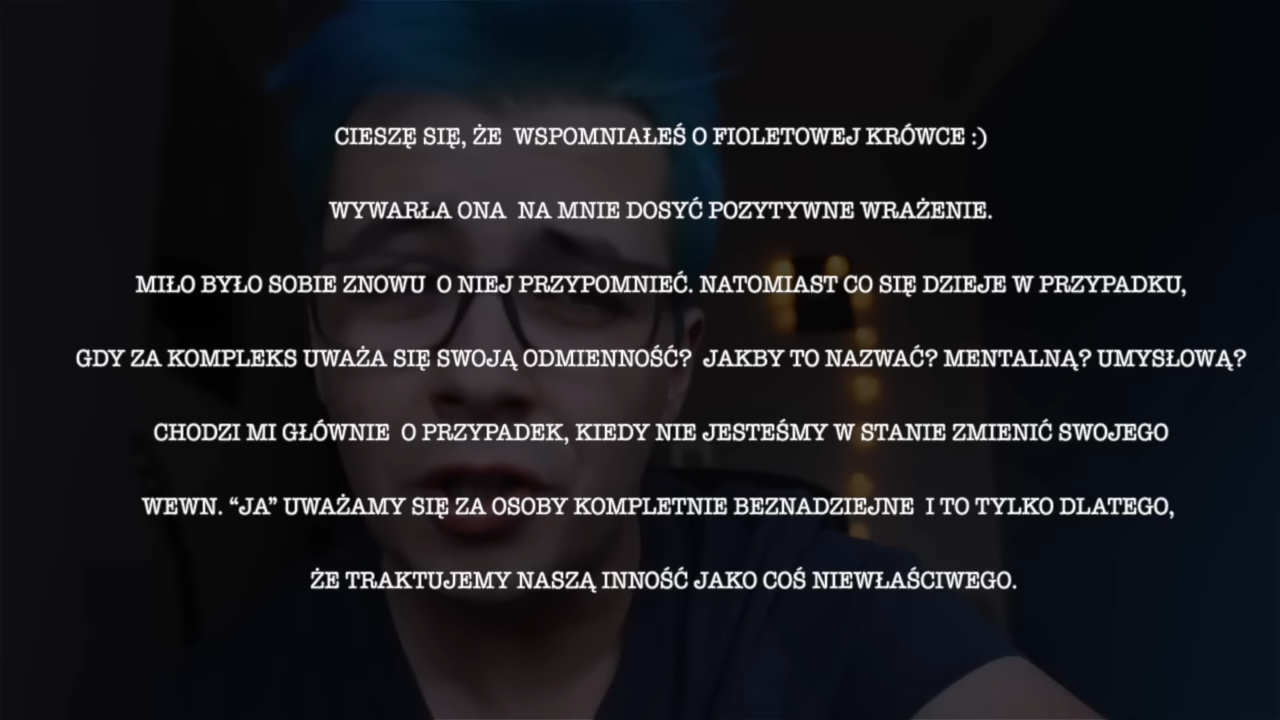 CIESZĘ SIĘ, ŻE WSPOMNIAŁEŚ O FIOLETOWEJ KRÓWCE :)
WYWARŁA ONA NA MNIE DOSYĆ POZYTYWNE WRAŻENIE.
MIŁO BYŁO SOBIE ZNOWU O NIEJ PRZYPOMNIEĆ. NATOMIAST CO SIĘ DZIEJE W PRZYPADKU,
GDY ZA KOMPLEKS UWAŻA SIĘ SWOJĄ ODMIENNOŚĆ? JAKBY TO NAZWAĆ? MENTALNĄ? UMYSŁOWĄ?
CHODZI MI GŁÓWNIE O PRZYPADEK, KIEDY NIE JESTEŚMY W STANIE ZMIENIĆ SWOJEGO
WEWN. “JA” UWAŻAMY SIĘ ZA OSOBY KOMPLETNIE BEZNADZIEJNE I TO TYLKO DLATEGO,
ŻE TRAKTUJEMY NASZĄ INNOŚĆ JAKO COŚ NIEWŁAŚCIWEGO.